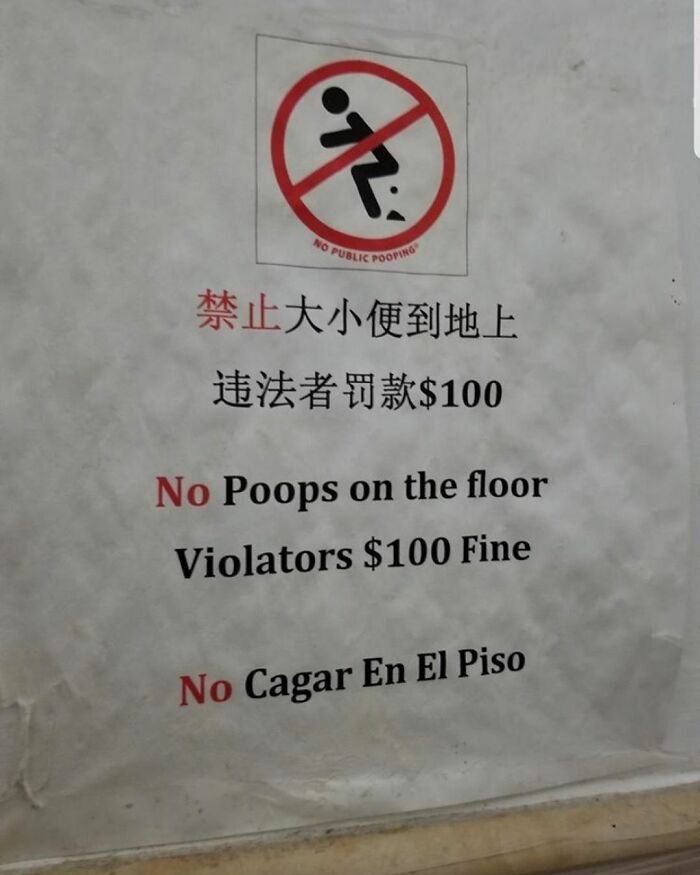 NO PUBLIC POOPING®
禁止大小便到地上
违法者罚款$100
No Poops on the floor
Violators $100 Fine
No Cagar En El Piso